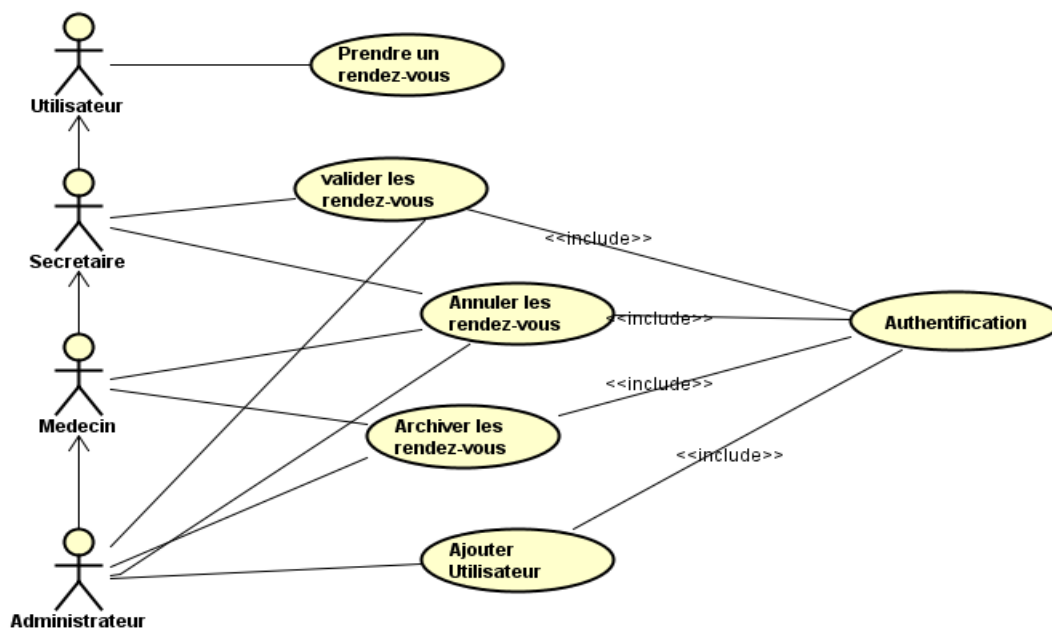 Prendre un
rendez-vous
Utilisateur
valider les
rendez-vous
<<include>>
Secretaire
Annuler les
rendez-vous
<<include>>
Authentification
<<include>>
Medecin
Archiver les
rendez-vous
<<include>>
Ajouter
Utilisateur
Administrateur